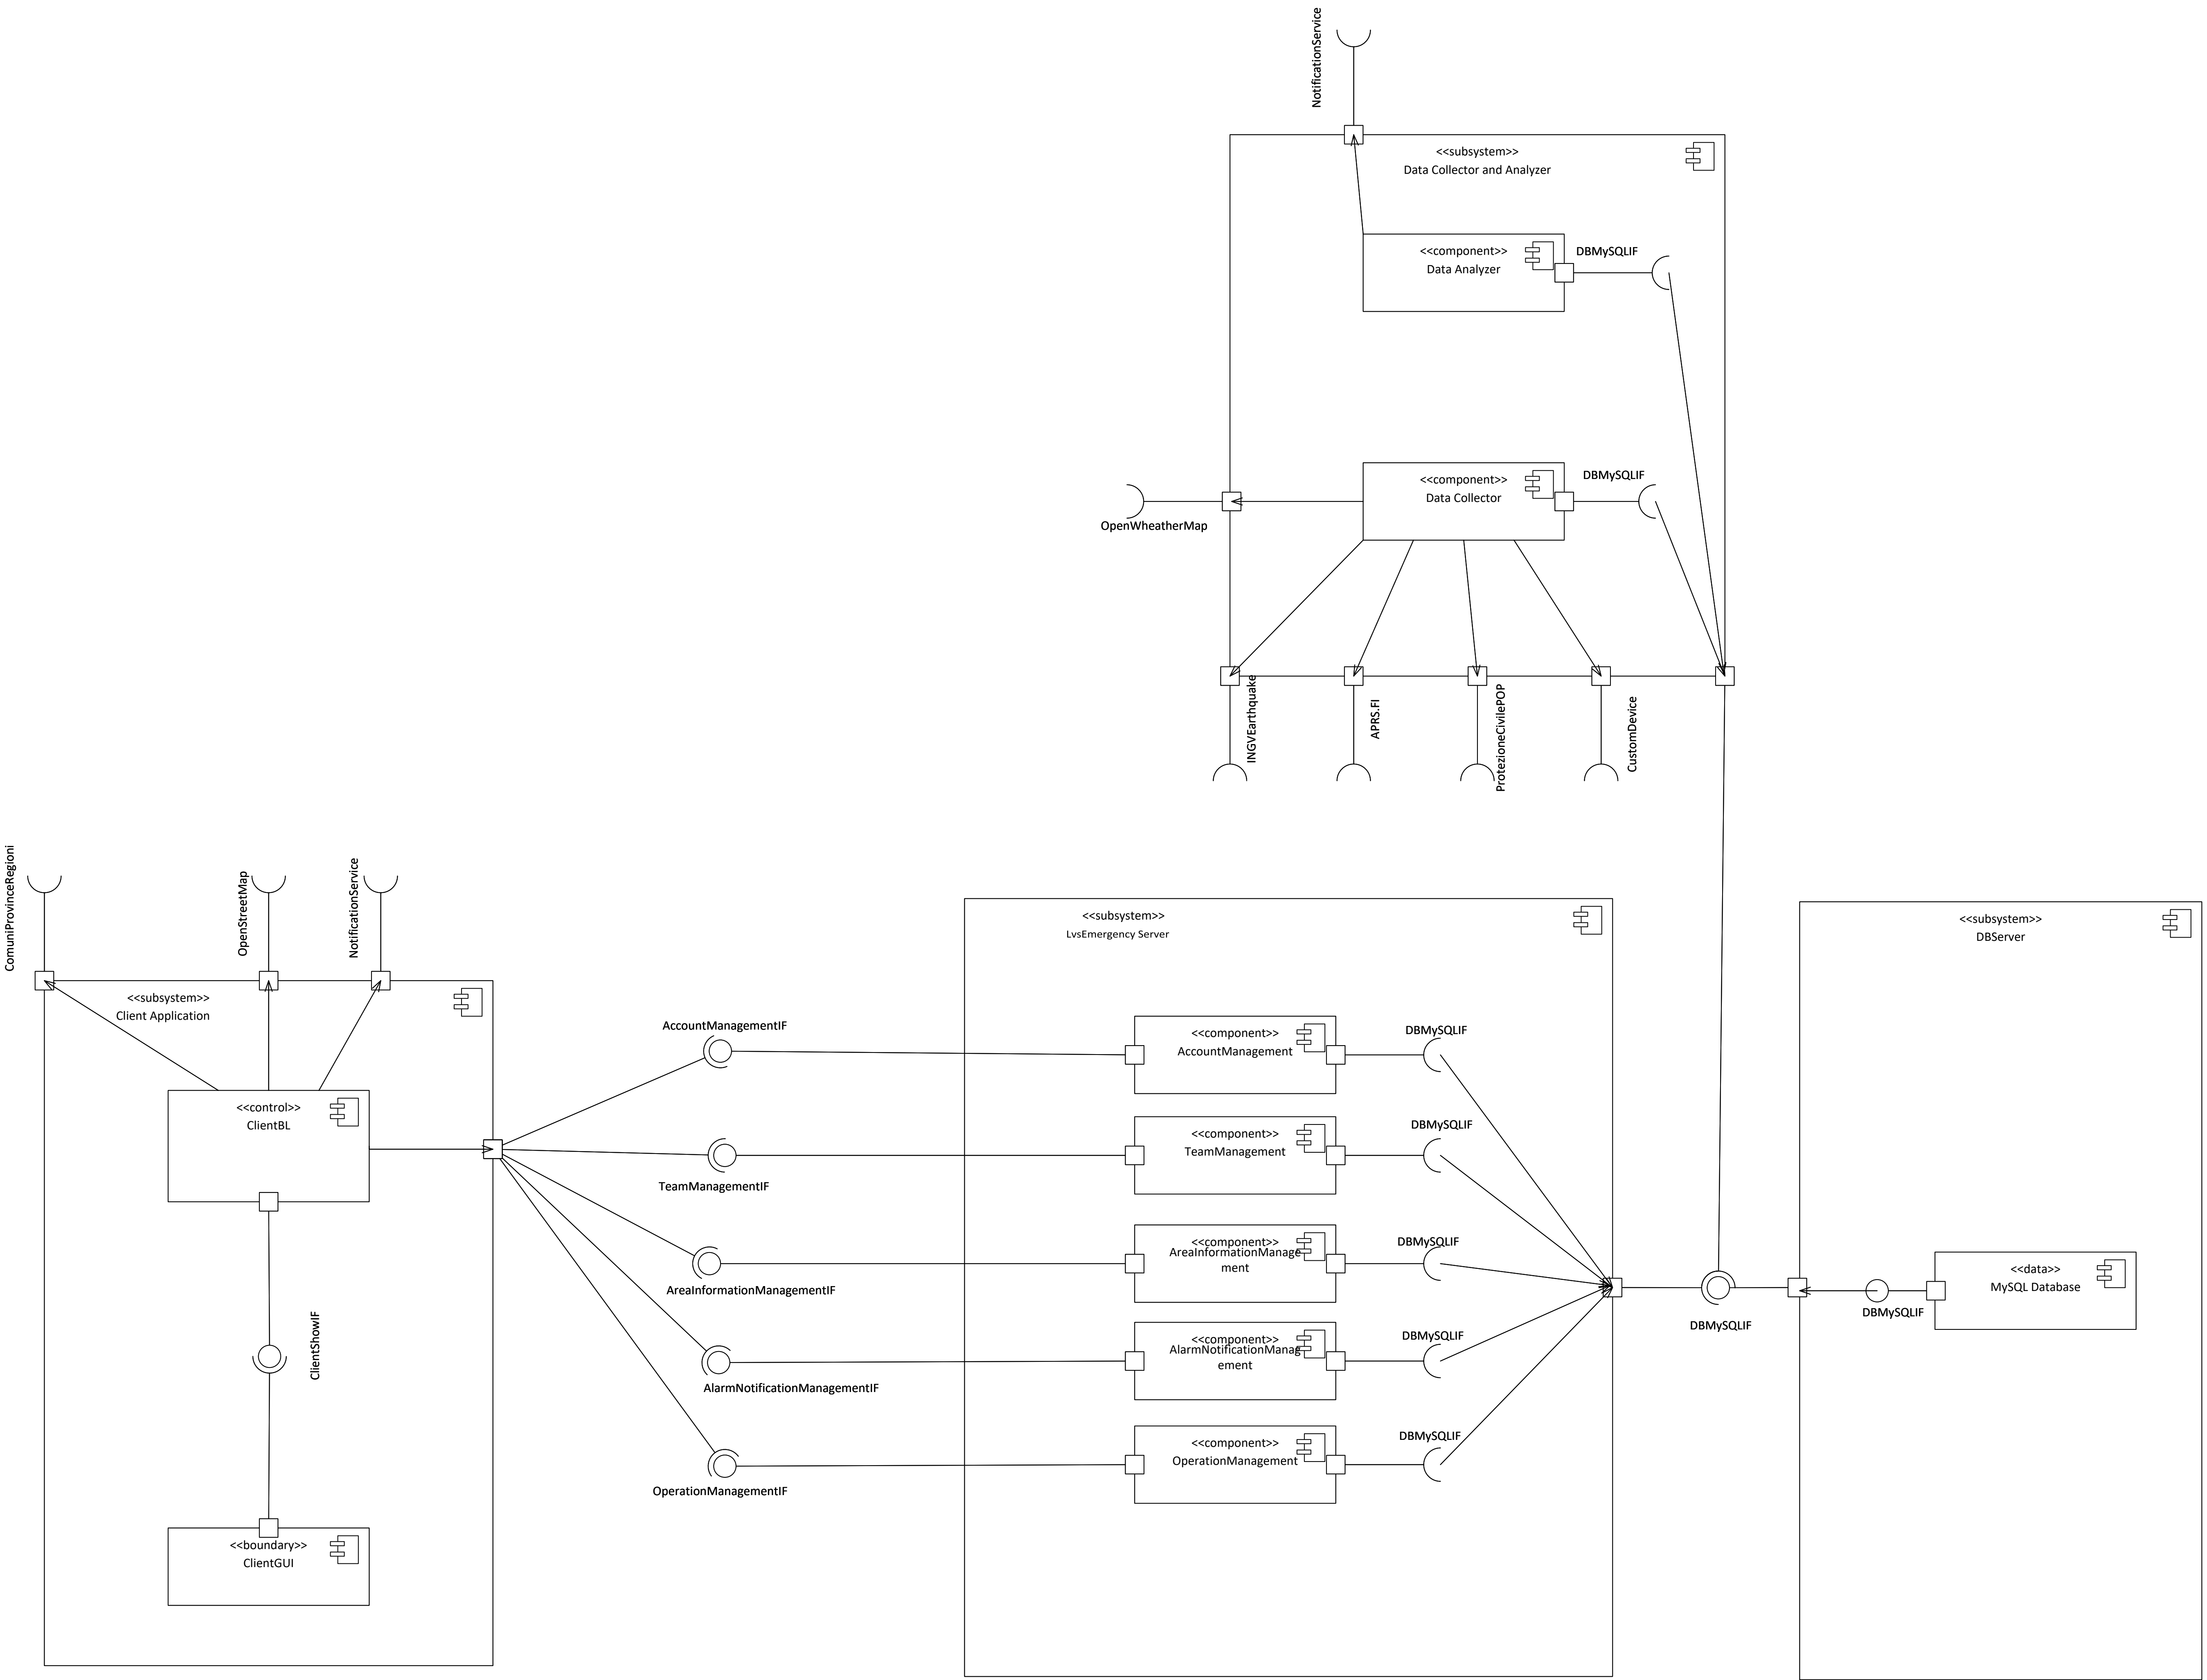 NotificationService
<<subsystem>>
Data Collector and Analyzer
<<component>>
Data Analyzer
DBMySQLIF
<<component>>
Data Collector
DBMySQLIF
OpenWheatherMap
INGVEarthquake
APRS.FI
ProtezioneCivilePOP
CustomDevice
ComuniProvinceRegioni
OpenStreetMap
NotificationService
<<subsystem>>
Client Application
<<control>>
ClientBL
ClientShowIF
<<boundary>>
ClientGUI
AccountManagementIF
TeamManagementIF
AreaInformationManagementIF
AlarmNotificationManagementIF
OperationManagementIF
<<subsystem>>
LvsEmergency Server
<<component>>
AccountManagement
DBMySQLIF
<<component>>
TeamManagement
DBMySQLIF
<<component>>
AreaInformationManage
ment
DBMySQLIF
<<component>>
AlarmNotificationManag
ement
DBMySQLIF
<<component>>
OperationManagement
DBMySQLIF
DBMySQLIF
<<subsystem>>
DBServer
<<data>>
MySQL Database
DBMySQLIF